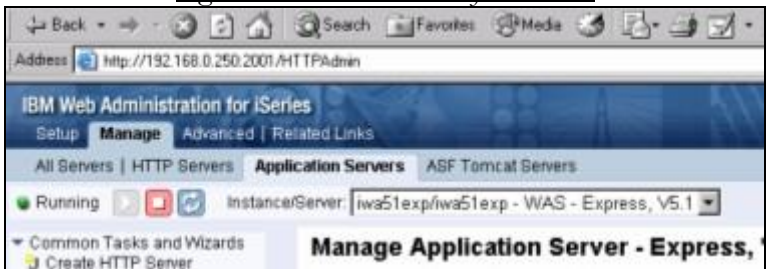 Back Search Favorites Media
Address http://192.168.0.250:2001/HTTPAdmin
IBM Web Administration for iSeries
Setup Manage Advanced | Related Links
All Servers | HTTP Servers Application Servers ASF Tomcat Servers
Running Instance/Server: iwa51exp/iwa51exp - WAS - Express, V5.1
Common Tasks and Wizards
Create HTTP Server
Manage Application Server - Express,